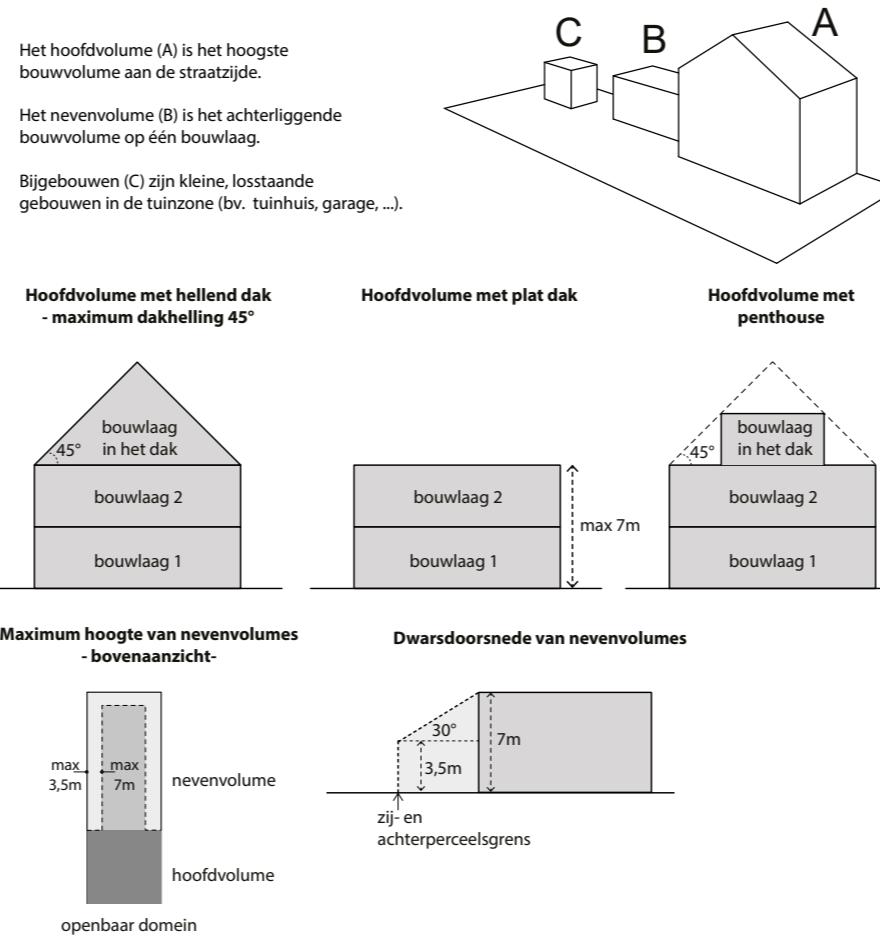 Het hoofdvolume (A) is het hoogste
bouwvolume aan de straatzijde.
Het nevenvolume (B) is het achterliggende
bouwvolume op één bouwlaag.
Bijgebouwen (C) zijn kleine, losstaande
gebouwen in de tuinzone (bv. tuinhuis, garage, ...).
C
B
A
Hoofdvolume met hellend dak
- maximum dakhelling 45°
bouwlaag
in het dak
45°
bouwlaag 2
bouwlaag 1
Hoofdvolume met plat dak
bouwlaag 2
bouwlaag 1
max 7m
Hoofdvolume met
penthouse
bouwlaag
in het dak
45°
bouwlaag 2
bouwlaag 1
Maximum hoogte van nevenvolumes
- bovenaanzicht-
max
3,5m
max
7m
nevenvolume
hoofdvolume
openbaar domein
Dwarsdoorsnede van nevenvolumes
30°
7m
3,5m
zij- en
achterperceelsgrens